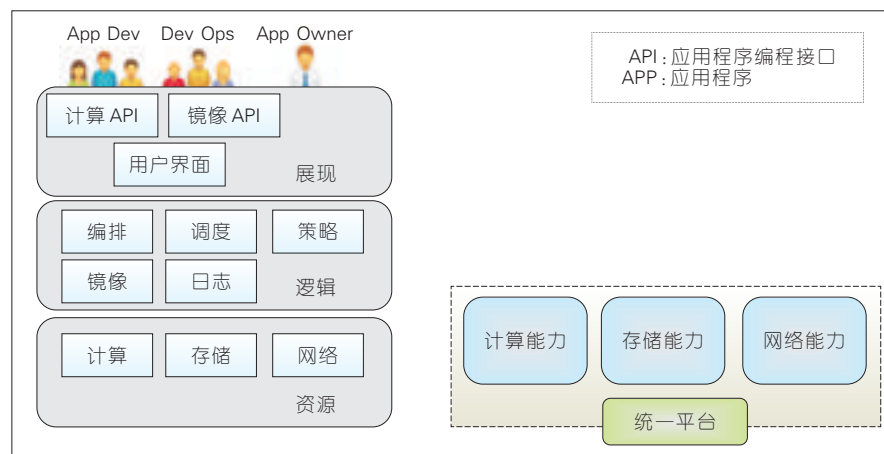 App Dev Dev Ops App Owner
API：应用程序编程接口
APP：应用程序
计算 API 镜像 API
用户界面
展现
编排 调度 策略
镜像 日志
逻辑
计算 存储 网络
资源
计算能力 存储能力 网络能力
统一平台